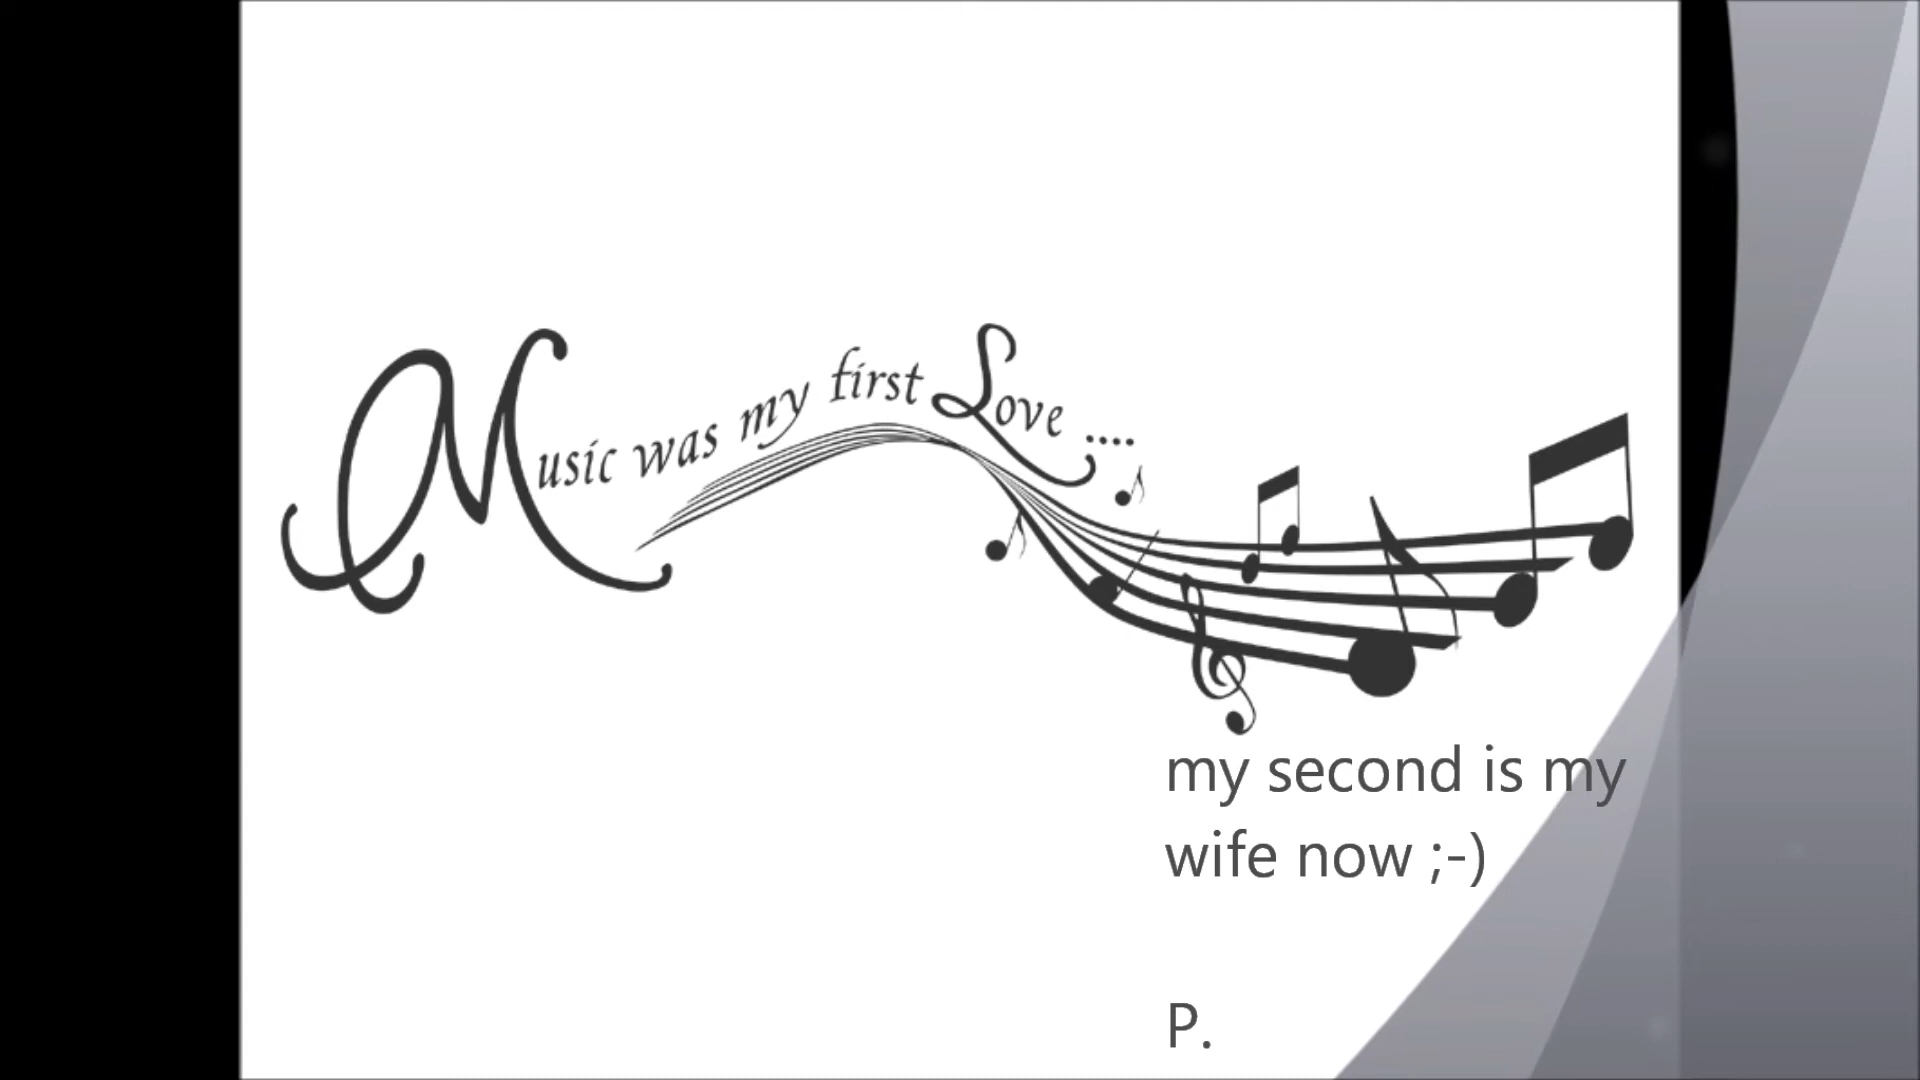 Music was my first Love ....
my second is my
wife now ;-)
P.